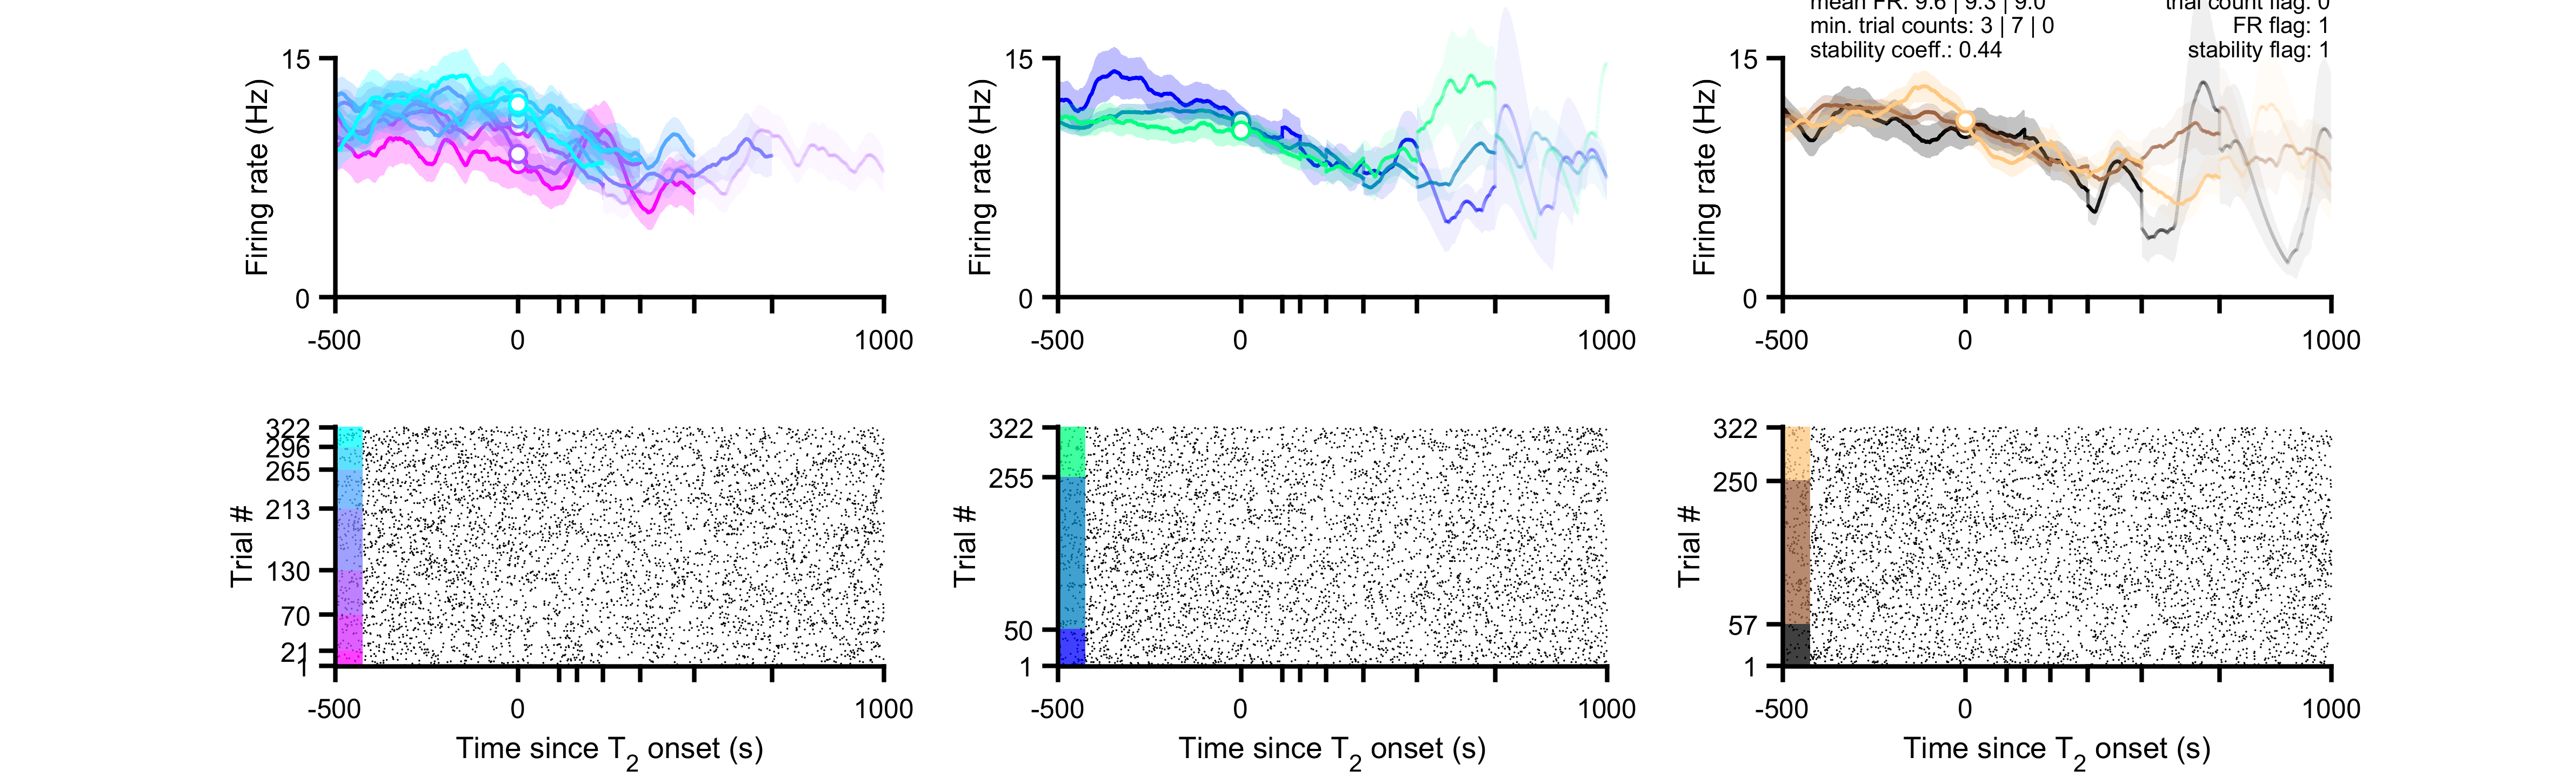 mean FR: 9.6 | 9.3 | 9.0
trial count flag: 0
min. trial counts: 3 | 7 | 0
FR flag: 1
stability coeff.: 0.44
stability flag: 1
15
Firing rate (Hz)
0
-500 0 1000
15
Firing rate (Hz)
0
-500 0 1000
15
Firing rate (Hz)
0
-500 0 1000
322
296
265
213
130
70
21
1
Trial #
-500 0 1000
Time since T2 onset (s)
322
255
50
1
Trial #
-500 0 1000
Time since T2 onset (s)
322
250
57
1
Trial #
-500 0 1000
Time since T2 onset (s)